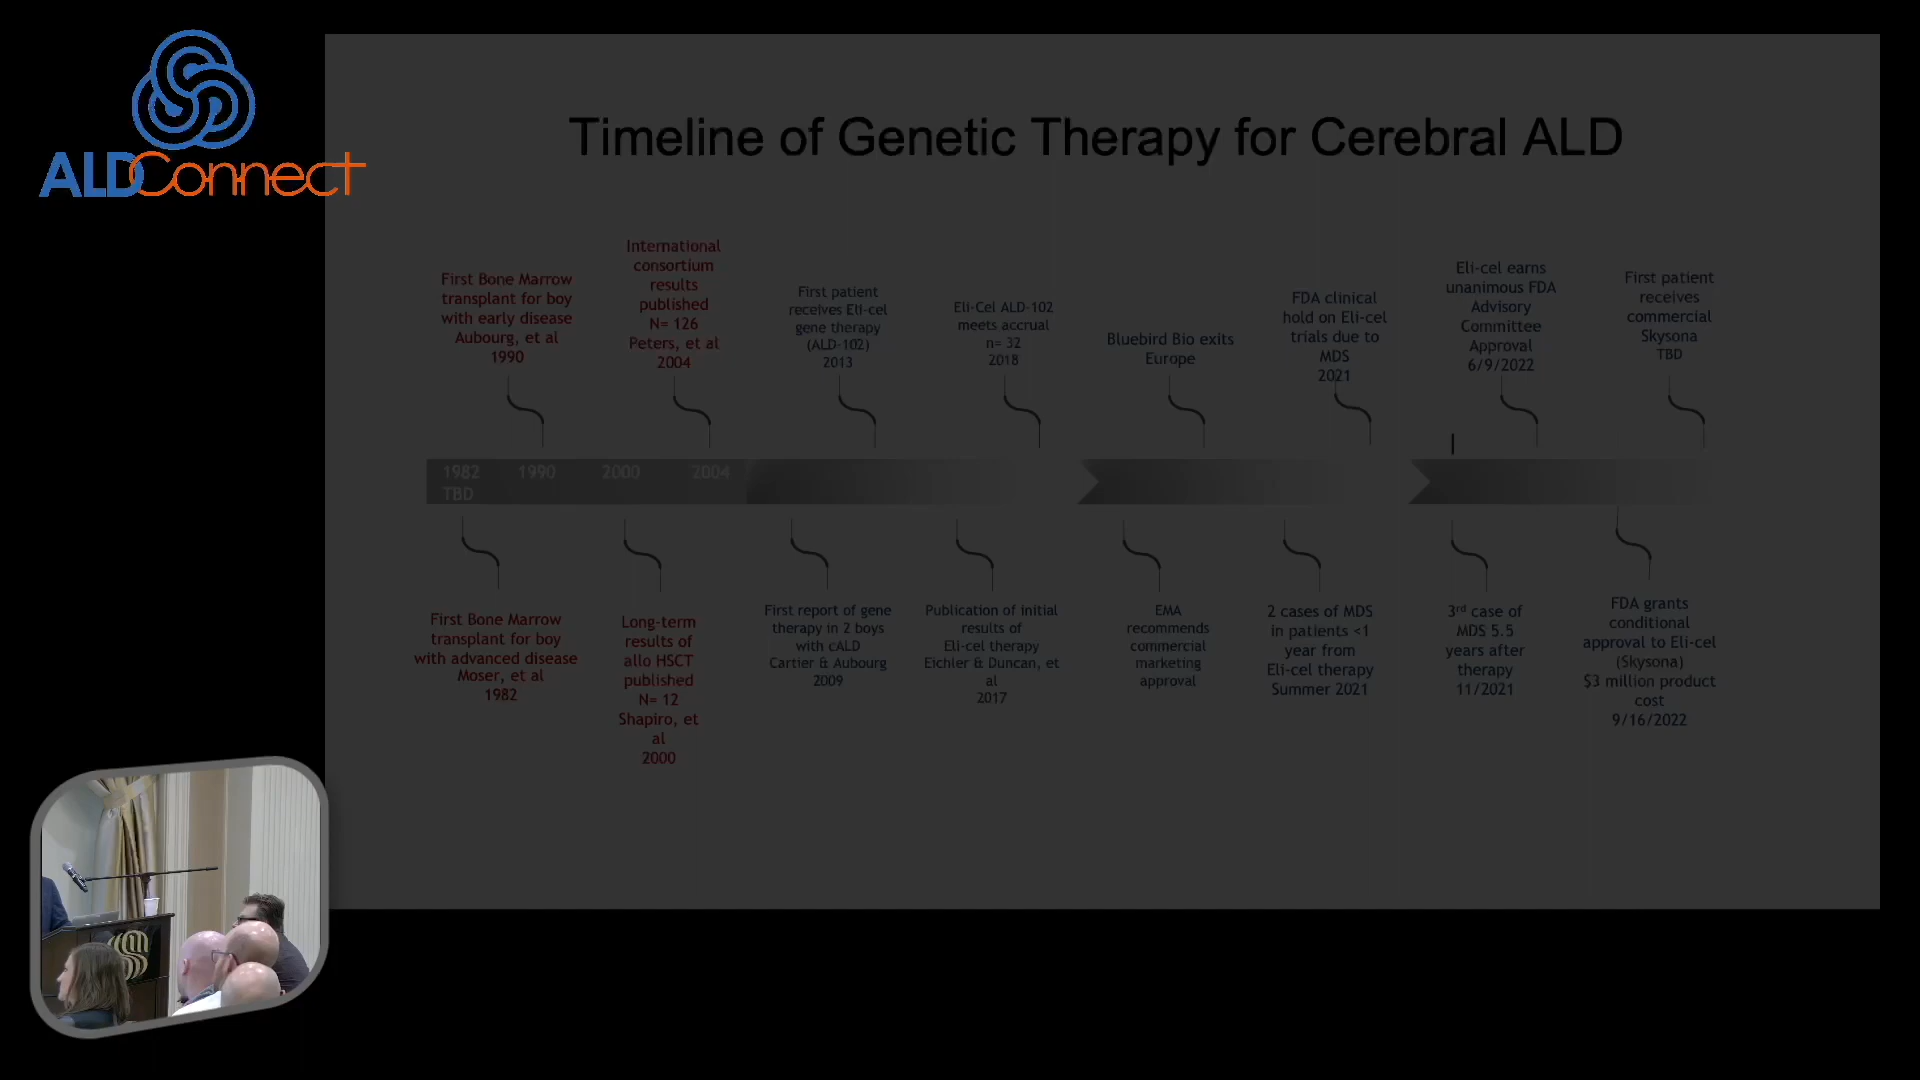 ALDConnect
Timeline of Genetic Therapy for Cerebral ALD
First Bone Marrow
transplant for boy
with early disease
Aubourg, et al
1990
International
consortium
results
published
N= 126
Peters, et al
2004
First patient
receives Eli-cel
gene therapy
(ALD-102)
2013
Eli-Cel ALD-102
meets accrual
n= 32
2018
Bluebird Bio exits
Europe
FDA clinical
hold on Eli-cel
trials due to
MDS
2021
Eli-cel earns
unanimous FDA
Advisory
Committee
Approval
6/9/2022
First patient
receives
commercial
Skysona
TBD
1982 1990 2000 2004
TBD
First Bone Marrow
transplant for boy
with advanced disease
Moser, et al
1982
Long-term
results of
allo HSCT
published
N= 12
Shapiro, et
al
2000
First report of gene
therapy in 2 boys
with cALD
Cartier & Aubourg
2009
Publication of initial
results of
Eli-cel therapy
Eichler & Duncan, et
al
2017
EMA
recommends
commercial
marketing
approval
2 cases of MDS
in patients <1
year from
Eli-cel therapy
Summer 2021
3rd case of
MDS 5.5
years after
therapy
11/2021
FDA grants
conditional
approval to Eli-cel
(Skysona)
$3 million product
cost
9/16/2022